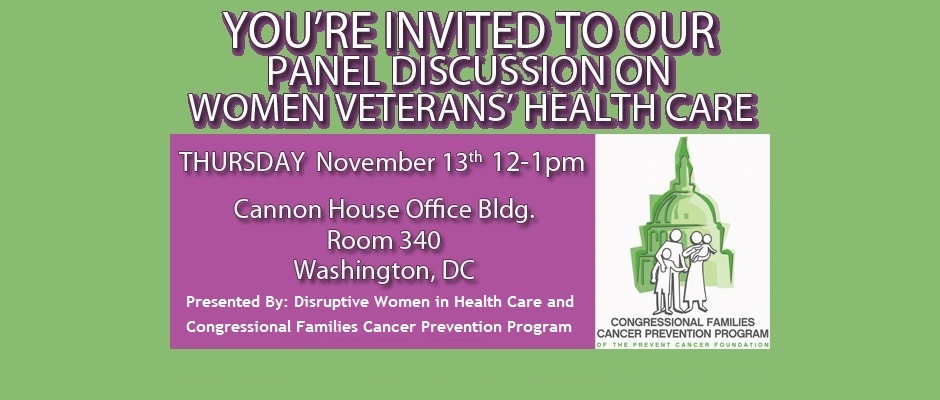 YOU'RE INVITED TO OUR
PANEL DISCUSSION ON
WOMEN VETERANS' HEALTH CARE
THURSDAY November 13th 12-1pm
Cannon House Office Bldg.
Room 340
Washington, DC
Presented By: Disruptive Women in Health Care and
Congressional Families Cancer Prevention Program
CONGRESSIONAL FAMILIES
CANCER PREVENTION PROGRAM
OF THE PREVENT CANCER FOUNDATION